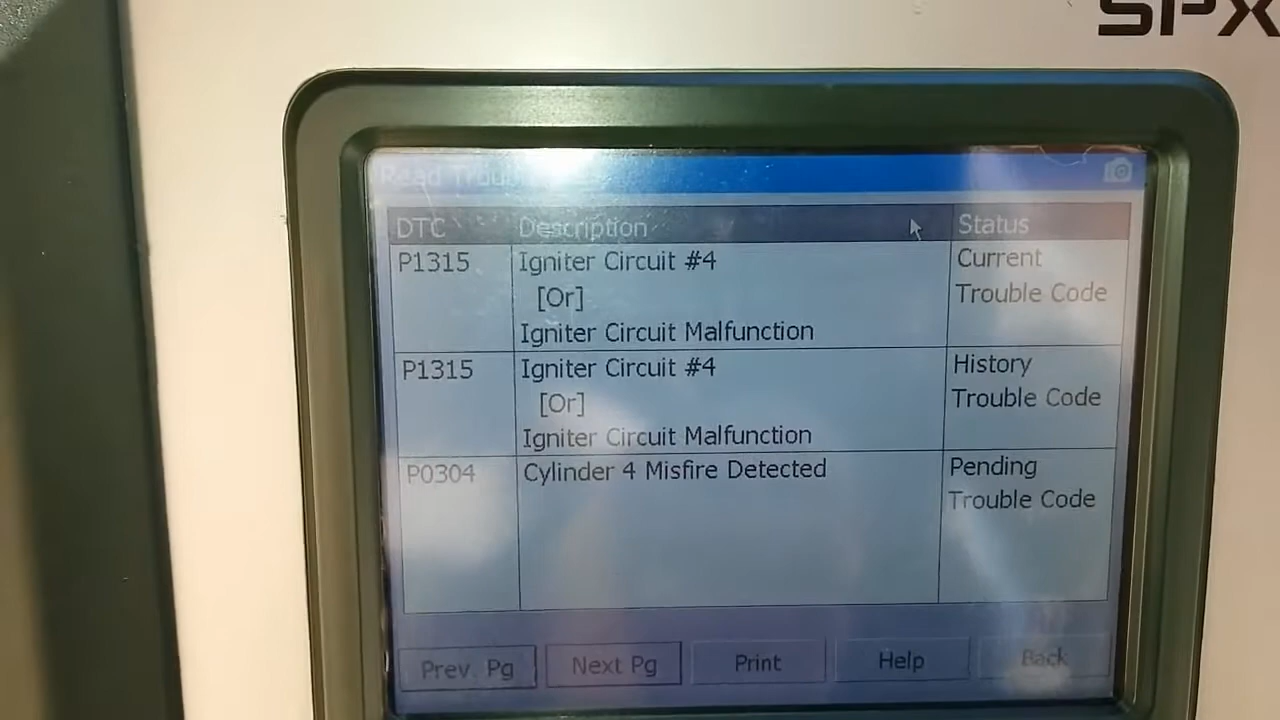 SPX
Read Trou
DTC Description Status
P1315 Igniter Circuit #4 Current
[Or] Trouble Code
Igniter Circuit Malfunction
P1315 Igniter Circuit #4 History
[Or] Trouble Code
Igniter Circuit Malfunction
P0304 Cylinder 4 Misfire Detected Pending
Trouble Code
Prev. Pg Next Pg Print Help Back